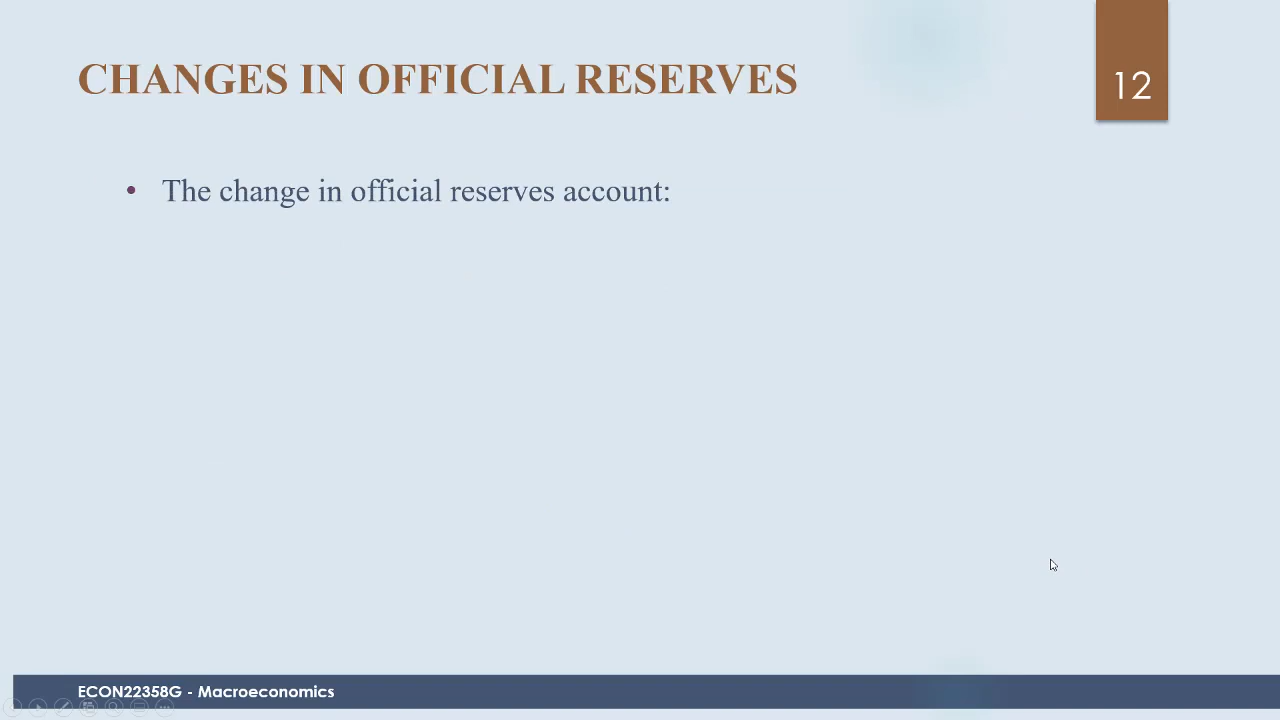 CHANGES IN OFFICIAL RESERVES
12
• The change in official reserves account:
ECON22358G - Macroeconomics